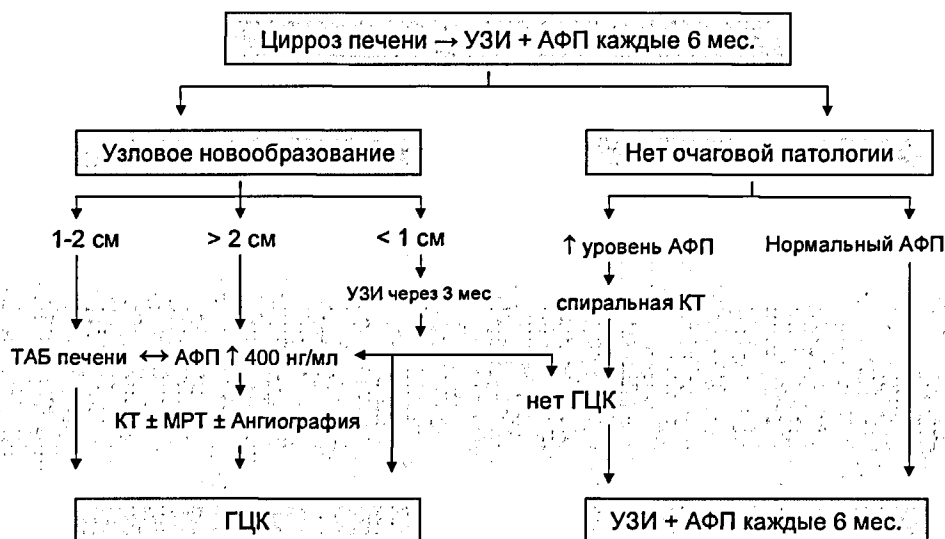 Цирроз печени → УЗИ + АФП каждые 6 мес.
Узловое новообразование
Нет очаговой патологии
1-2 см
> 2 см
< 1 см
↑ уровень АФП
Нормальный АФП
УЗИ через 3 мес
спиральная КТ
ТАБ печени ↔ АФП ↑ 400 нг/мл
нет ГЦК
КТ ± МРТ ± Ангиография
ГЦК
УЗИ + АФП каждые 6 мес.